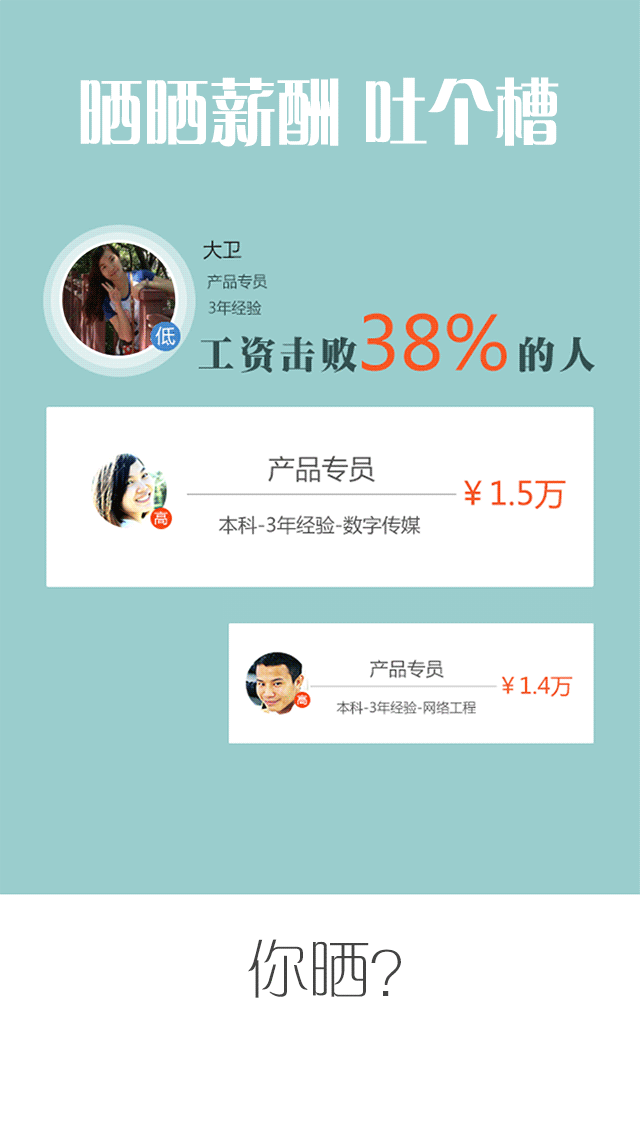 晒晒薪酬 吐个槽
大卫
产品专员
3年经验
低
工资击败38%的人
产品专员
¥1.5万
高
本科-3年经验-数字传媒
产品专员
¥1.4万
高
本科-3年经验-网络工程
你晒?